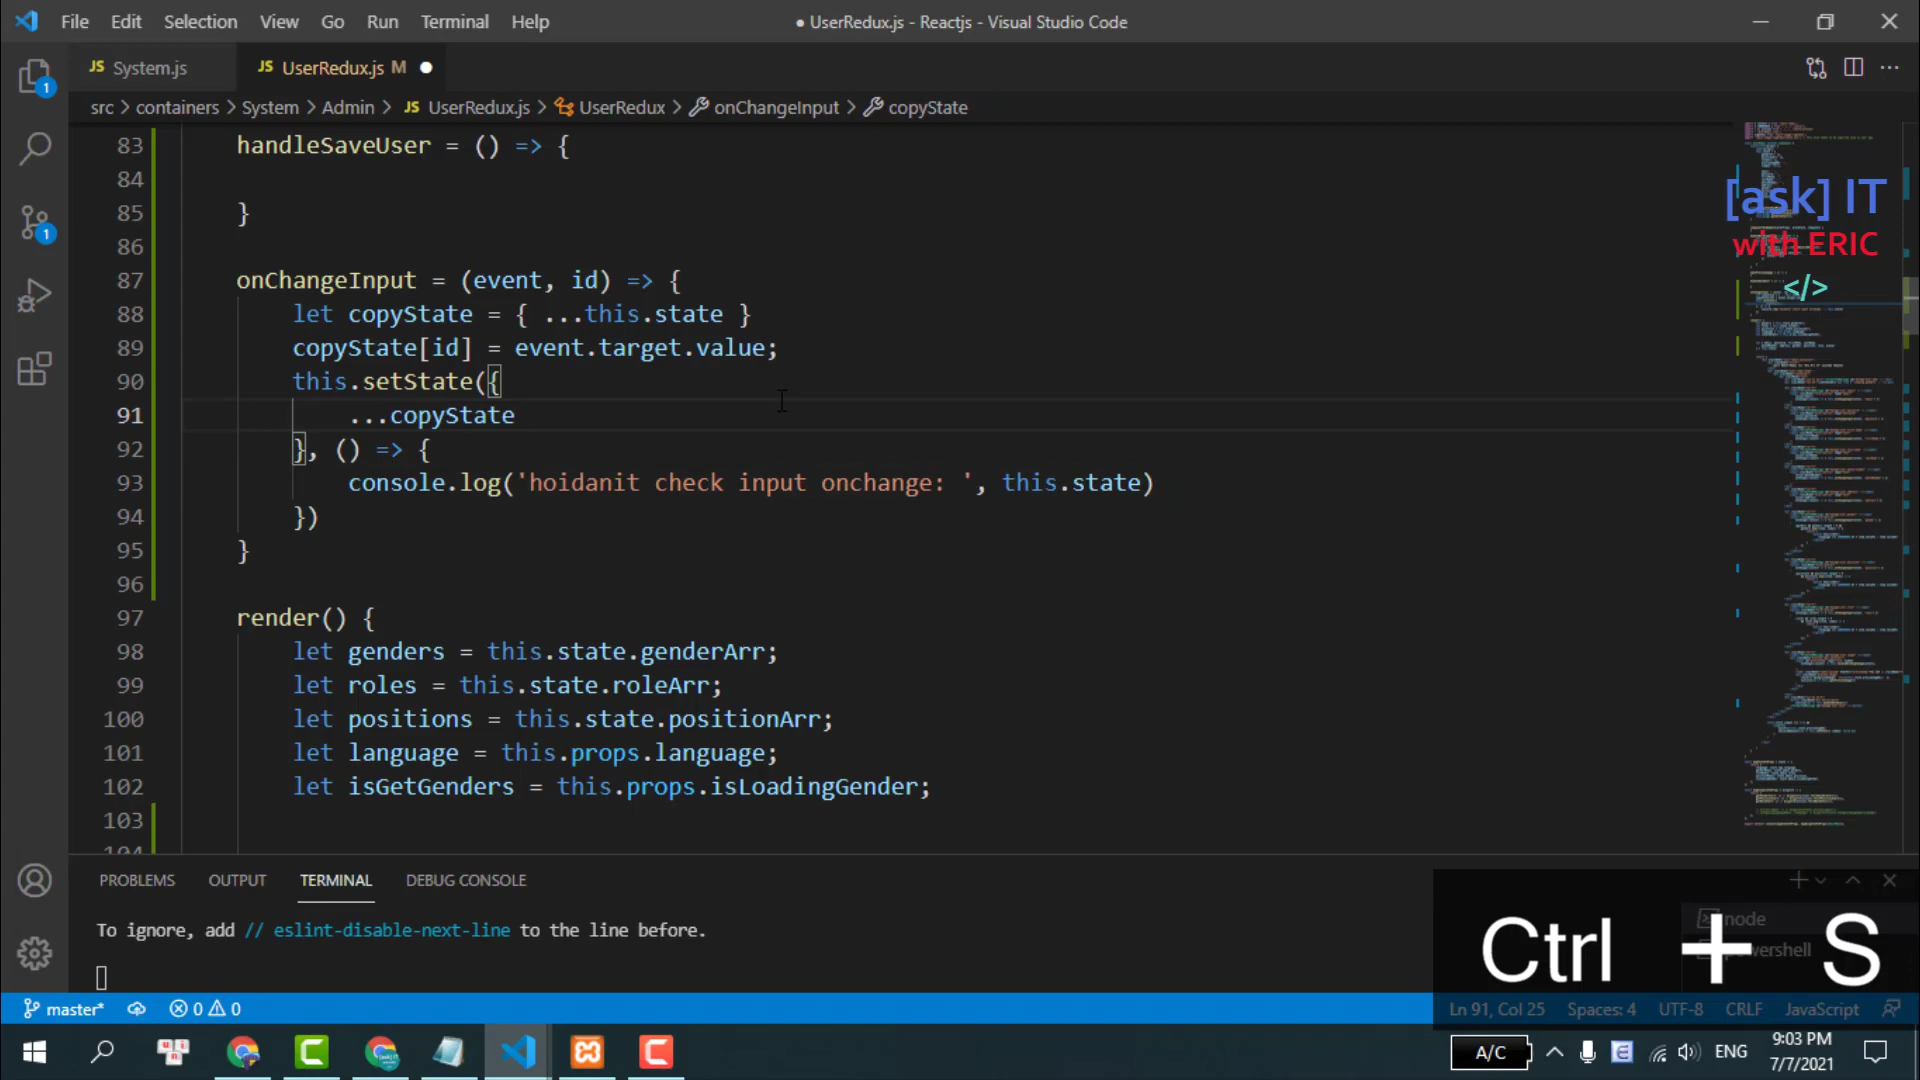 File Edit Selection View Go Run Terminal Help ● UserRedux.js - Reactjs - Visual Studio Code
JS System.js JS UserRedux.js M
src > containers > System > Admin > JS UserRedux.js > UserRedux > onChangeInput > copyState
83 handleSaveUser = () => {
84
85 }
86
87 onChangeInput = (event, id) => {
88 let copyState = { ...this.state }
89 copyState[id] = event.target.value;
90 this.setState({
91 ...copyState
92 }, () => {
93 console.log('hoidanit check input onchange: ', this.state)
94 })
95 }
96
97 render() {
98 let genders = this.state.genderArr;
99 let roles = this.state.roleArr;
100 let positions = this.state.positionArr;
101 let language = this.props.language;
102 let isGetGenders = this.props.isLoadingGender;
103
104
[ask] IT
with ERIC
</>
1
1
PROBLEMS OUTPUT TERMINAL DEBUG CONSOLE
To ignore, add // eslint-disable-next-line to the line before.
node
powershell
Ctrl + S
master* 0 0 Ln 91, Col 25 Spaces: 4 UTF-8 CRLF JavaScript
A/C ENG 9:03 PM
7/7/2021